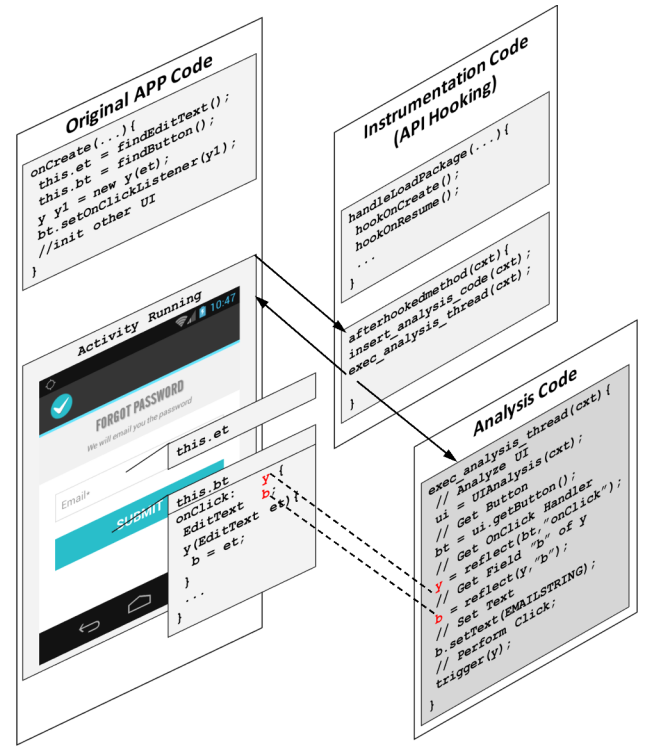 Original APP Code
onCreate(...){
this.et = findEditText();
this.bt = findButton();
y y1 = new y(et);
bt.setOnClickListener(y1);
//init other UI
}
Activity Running
10:47
FORGOT PASSWORD
We will email you the password
Email*
SUBMIT
this.et
this.bt
onClick: y {
EditText b;
y(EditText et){
b = et;
}
...
}
Instrumentation Code
(API Hooking)
handleLoadPackage(...){
hookOnCreate();
hookOnResume();
...
}
afterhookedmethod(cxt){
insert_analysis_code(cxt);
exec_analysis_thread(cxt);
}
Analysis Code
exec_analysis_thread(cxt){
// Analyze UI
ui = UIAnalysis(cxt);
// Get Button
bt = ui.getButton();
// Get OnClick Handler
y = reflect(bt,"onClick");
// Get Field "b" of y
b = reflect(y,"b");
// Set Text
b.setText(EMAILSTRING);
// Perform Click;
trigger(y);
}